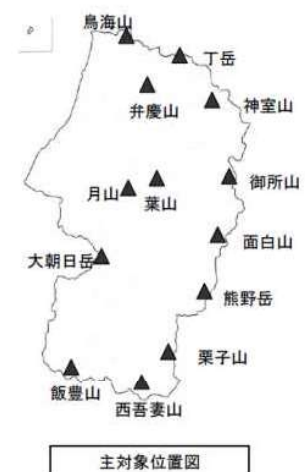 鳥海山
丁岳
弁慶山
神室山
月山
葉山
御所山
面白山
大朝日岳
熊野岳
栗子山
飯豊山
西吾妻山
主対象位置図